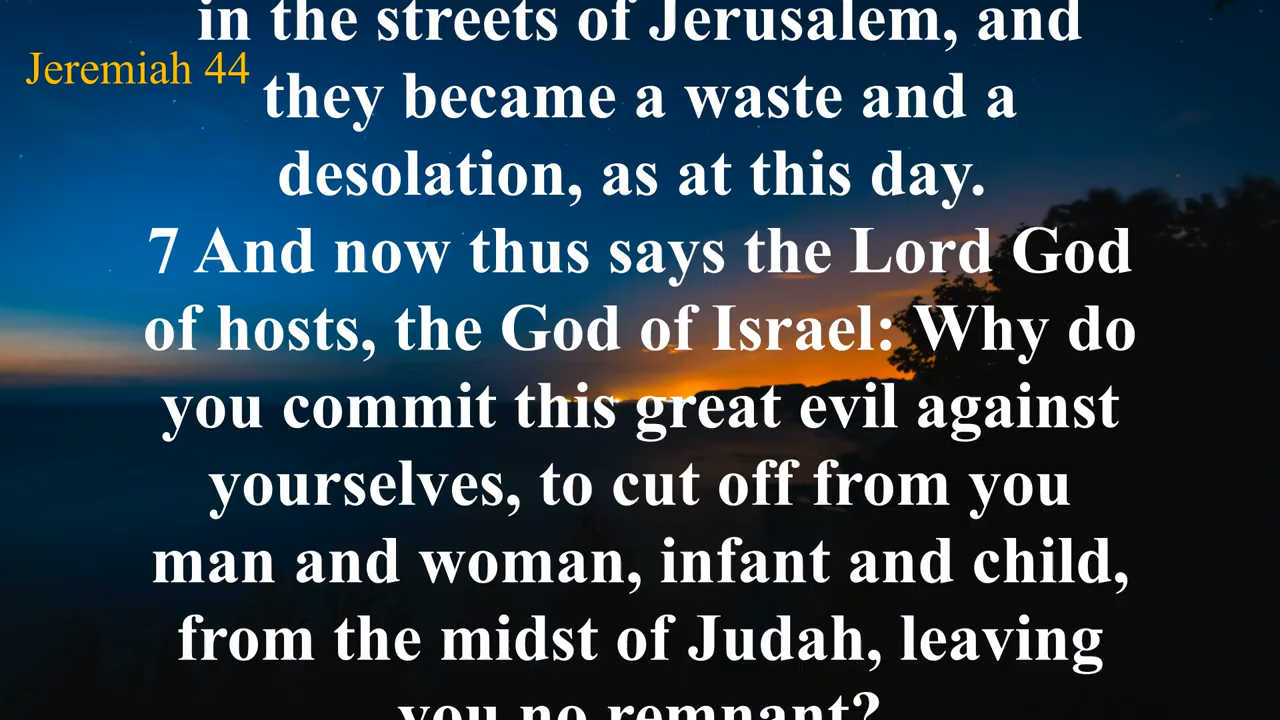 in the streets of Jerusalem, and
Jeremiah 44
they became a waste and a
desolation, as at this day.
7 And now thus says the Lord God
of hosts, the God of Israel: Why do
you commit this great evil against
yourselves, to cut off from you
man and woman, infant and child,
from the midst of Judah, leaving
you no remnant?